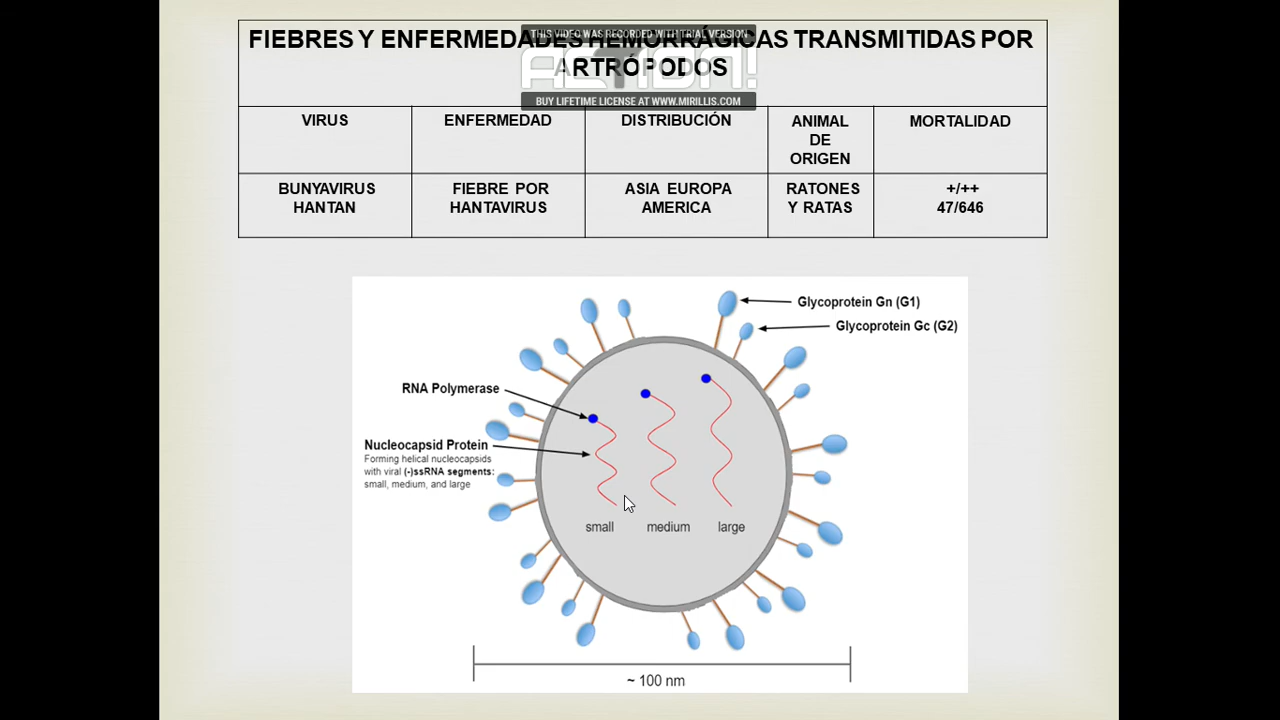 FIEBRES Y ENFERMEDADES HEMORRÁGICAS TRANSMITIDAS POR
ARTRÓPODOS
THIS VIDEO WAS RECORDED WITH TRIAL VERSION
ACTION!
BUY LIFETIME LICENSE AT WWW.MIRILLIS.COM
VIRUS
ENFERMEDAD
DISTRIBUCIÓN
ANIMAL
DE
ORIGEN
MORTALIDAD
BUNYAVIRUS
HANTAN
FIEBRE POR
HANTAVIRUS
ASIA EUROPA
AMERICA
RATONES
Y RATAS
+/++
47/646
Glycoprotein Gn (G1)
Glycoprotein Gc (G2)
RNA Polymerase
Nucleocapsid Protein
Forming helical nucleocapsids
with viral (-)ssRNA segments:
small, medium, and large
small
medium
large
~ 100 nm